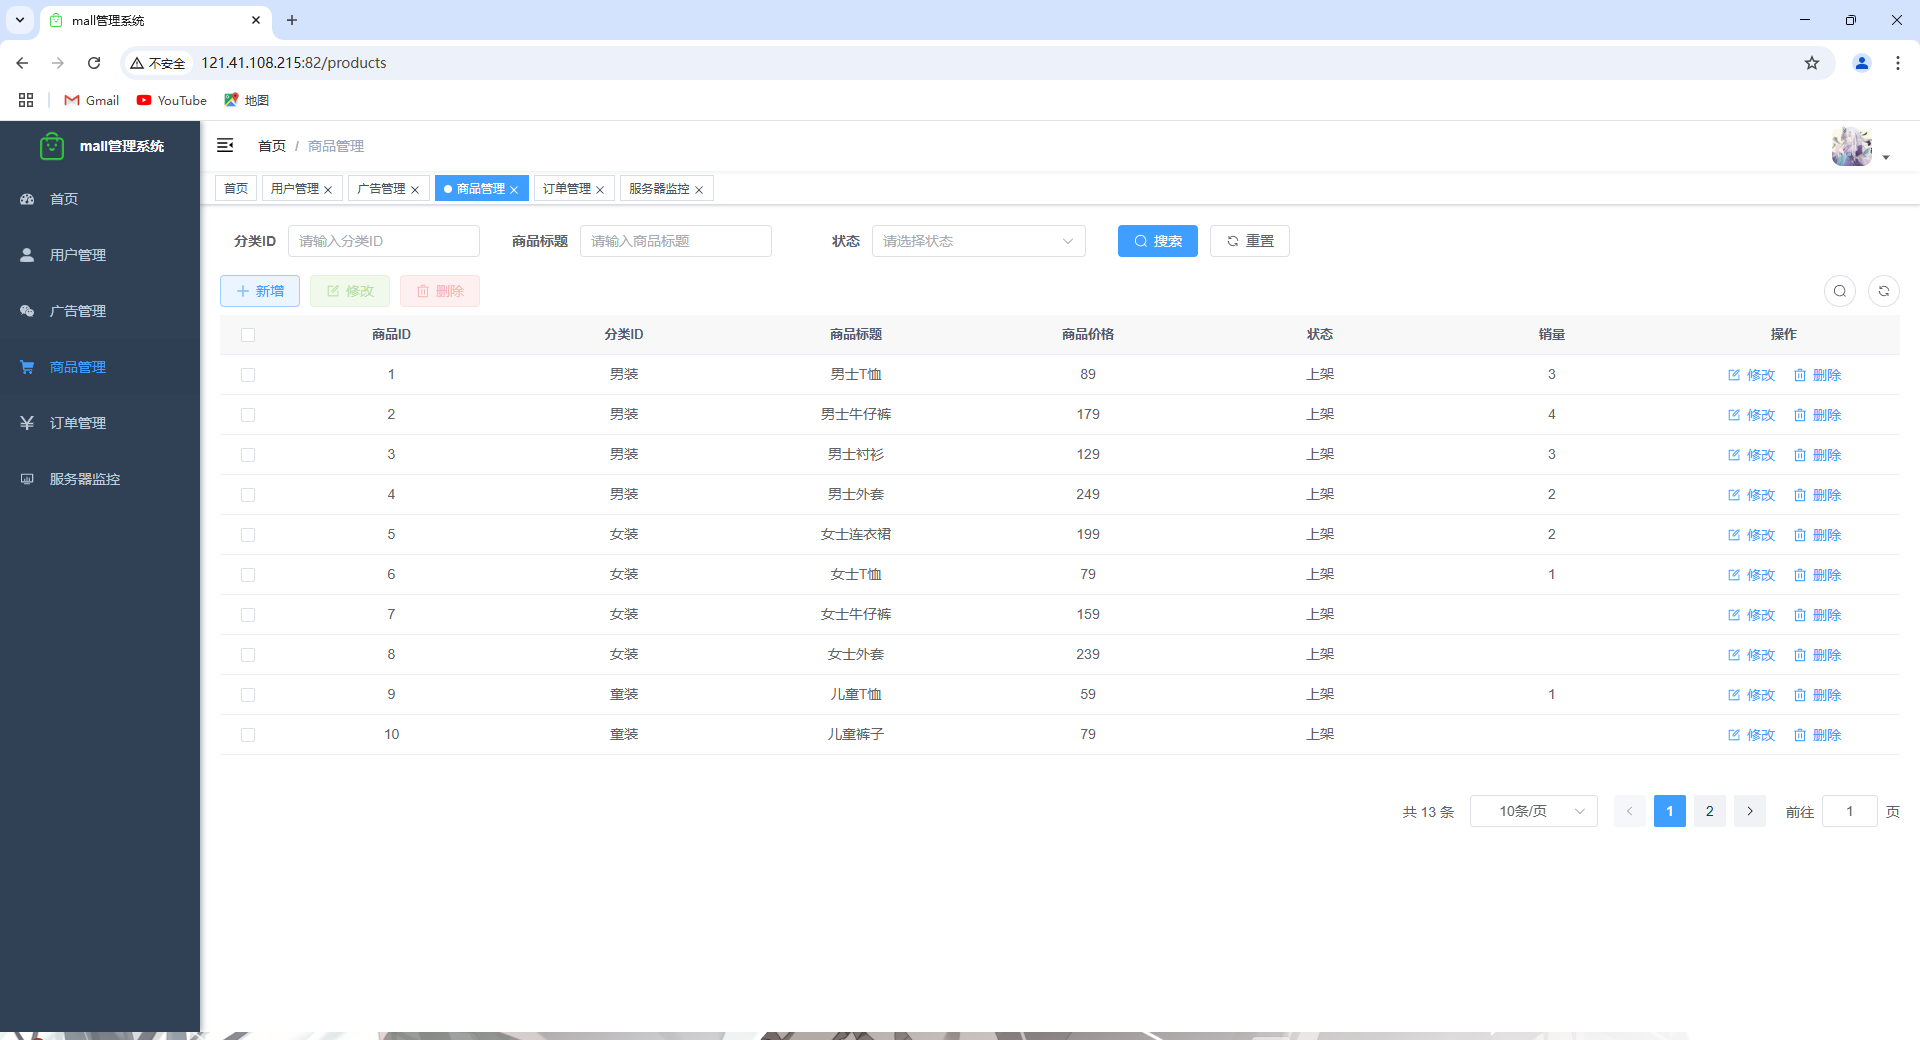 mall管理系统
不安全 121.41.108.215:82/products
Gmail YouTube 地图
mall管理系统
首页 / 商品管理
首页 用户管理 广告管理 商品管理 订单管理 服务器监控
首页
用户管理
广告管理
商品管理
订单管理
服务器监控
分类ID 请输入分类ID 商品标题 请输入商品标题 状态 请选择状态 搜索 重置
新增 修改 删除
商品ID 分类ID 商品标题 商品价格 状态 销量 操作
1 男装 男士T恤 89 上架 3 修改 删除
2 男装 男士牛仔裤 179 上架 4 修改 删除
3 男装 男士衬衫 129 上架 3 修改 删除
4 男装 男士外套 249 上架 2 修改 删除
5 女装 女士连衣裙 199 上架 2 修改 删除
6 女装 女士T恤 79 上架 1 修改 删除
7 女装 女士牛仔裤 159 上架 修改 删除
8 女装 女士外套 239 上架 修改 删除
9 童装 儿童T恤 59 上架 1 修改 删除
10 童装 儿童裤子 79 上架 修改 删除
共 13 条 10条/页 1 2 前往 1 页